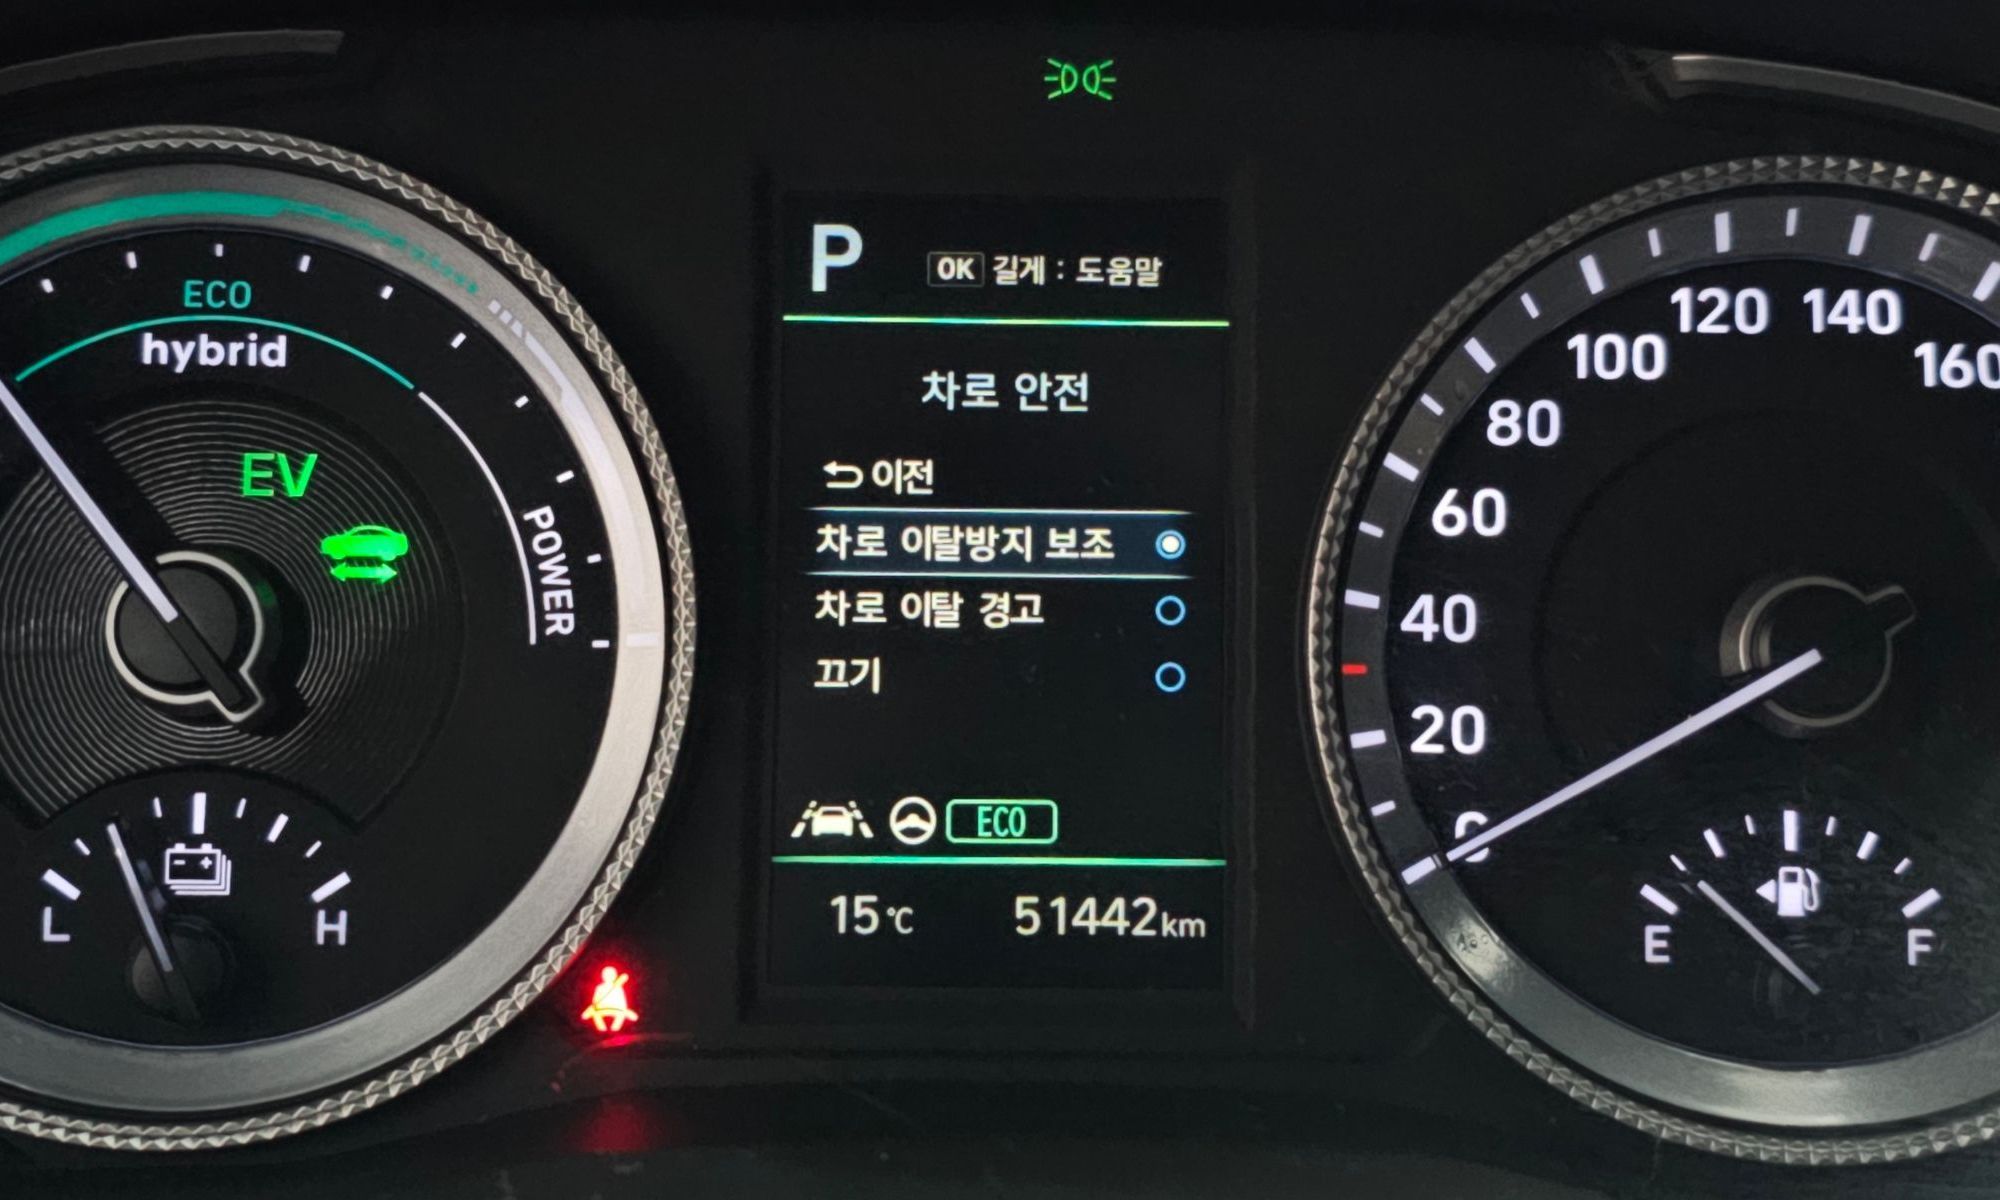 ECO
hybrid
EV
POWER
L H
P
OK 길게 : 도움말
차로 안전
이전
차로 이탈방지 보조
차로 이탈 경고
끄기
ECO
15℃ 51442km
160
140
120
100
80
60
40
20
0
E F